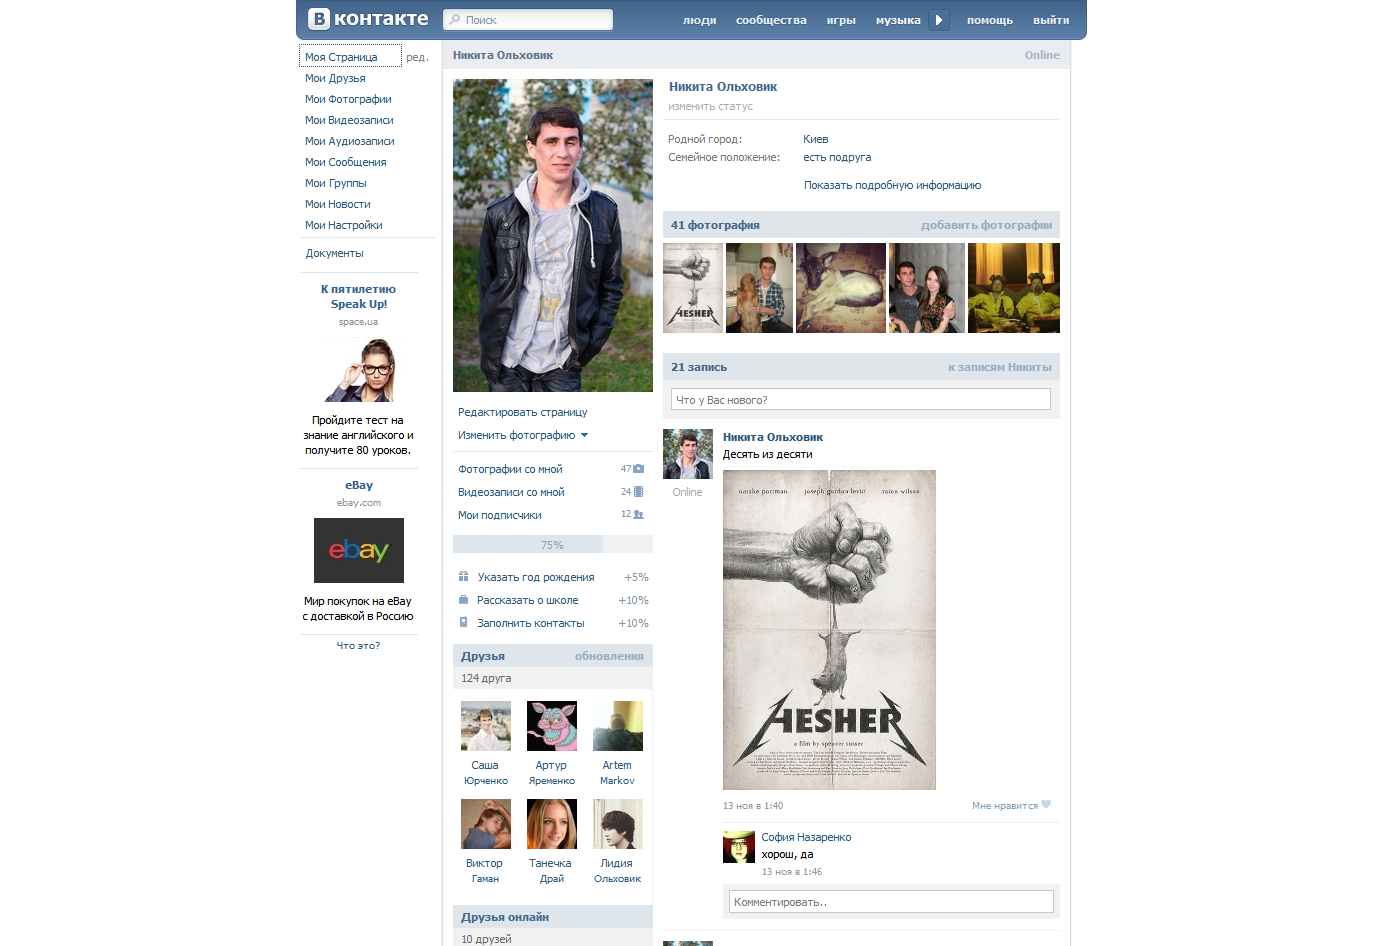 В контакте
Поиск
люди сообщества игры музыка помощь выйти
Моя Страница ред.
Мои Друзья
Мои Фотографии
Мои Видеозаписи
Мои Аудиозаписи
Мои Сообщения
Мои Группы
Мои Новости
Мои Настройки
Документы
К пятилетию
Speak Up!
space.ua
Пройдите тест на
знание английского и
получите 80 уроков.
eBay
ebay.com
ebay
Мир покупок на eBay
с доставкой в Россию
Что это?
Никита Ольховик Online
Редактировать страницу
Изменить фотографию
Фотографии со мной 47
Видеозаписи со мной 24
Мои подписчики 12
75%
Указать год рождения +5%
Рассказать о школе +10%
Заполнить контакты +10%
Друзья обновления
124 друга
Саша
Юрченко
Артур
Яременко
Artem
Markov
Виктор
Гаман
Танечка
Драй
Лидия
Ольховик
Друзья онлайн
10 друзей
Никита Ольховик
изменить статус
Родной город: Киев
Семейное положение: есть подруга
Показать подробную информацию
41 фотография добавить фотографии
HESHER
21 запись к записям Никиты
Что у Вас нового?
Никита Ольховик
Десять из десяти
Online
natalie portman joseph gordon-levitt rainn wilson
HESHER
a film by spencer susser
13 ноя в 1:40 Мне нравится
София Назаренко
хорош, да
13 ноя в 1:46
Комментировать..